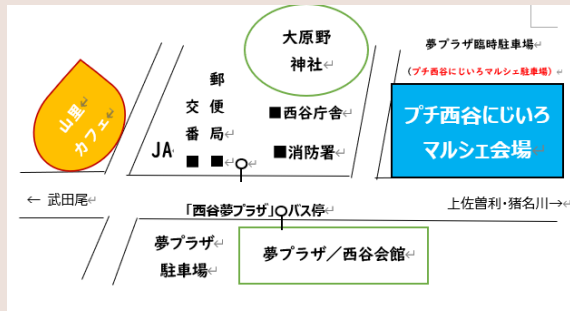 大原野
神社
夢プラザ臨時駐車場
(プチ西谷にじいろマルシェ駐車場)
プチ西谷にじいろ
マルシェ会場
山里
カフェ
郵便局
交番
JA
■
■
■西谷庁舎
■消防署
← 武田尾
上佐曽利・猪名川→
「西谷夢プラザ」バス停
夢プラザ
駐車場
夢プラザ／西谷会館